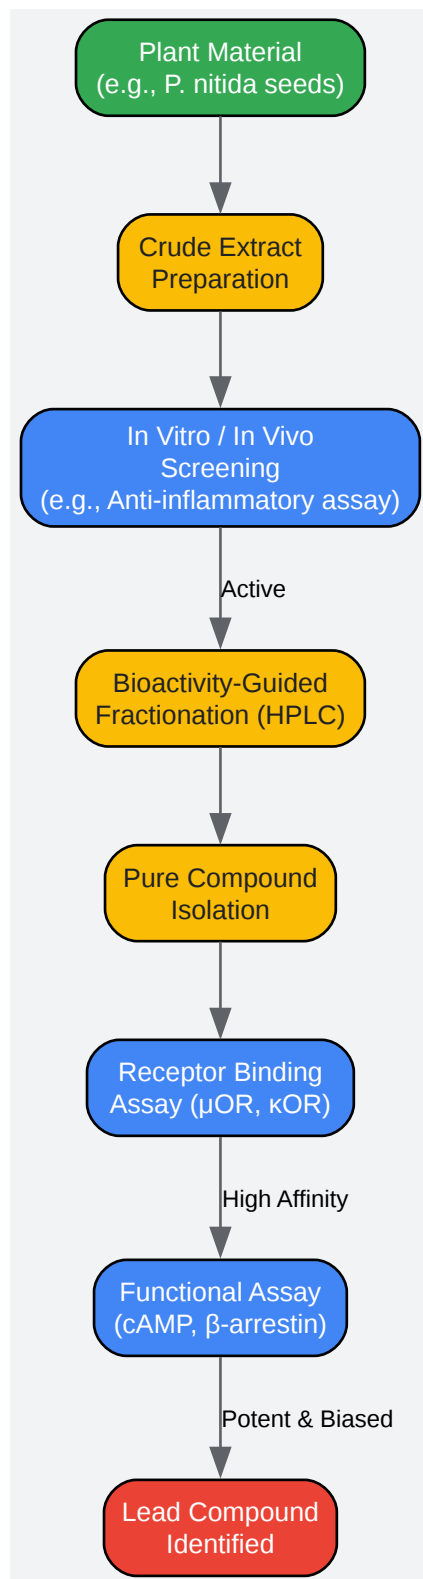 Plant Material
(e.g., P. nitida seeds)
Crude Extract
Preparation
In Vitro / In Vivo
Screening
(e.g., Anti-inflammatory assay)
Active
Bioactivity-Guided
Fractionation (HPLC)
Pure Compound
Isolation
Receptor Binding
Assay (μOR, κOR)
High Affinity
Functional Assay
(cAMP, β-arrestin)
Potent & Biased
Lead Compound
Identified